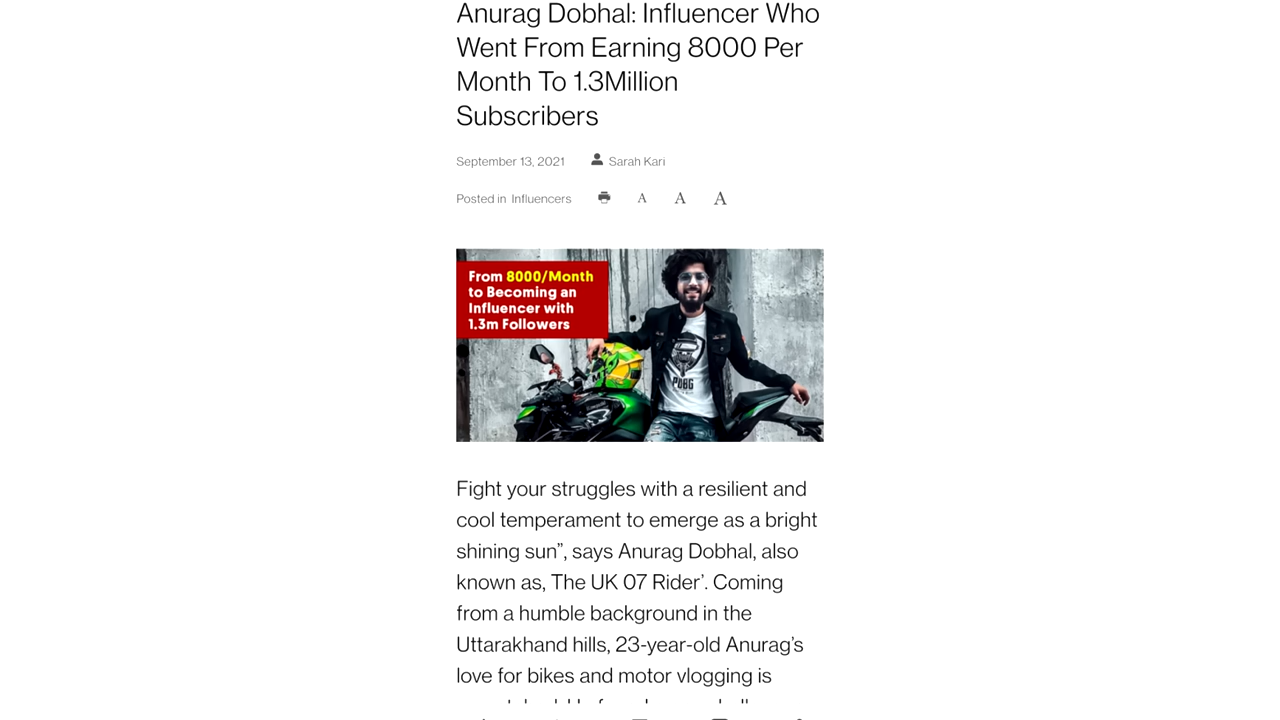 Anurag Dobhal: Influencer Who
Went From Earning 8000 Per
Month To 1.3Million
Subscribers
September 13, 2021 Sarah Kari
Posted in Influencers A A A
From 8000/Month
to Becoming an
Influencer with
1.3m Followers
PUBG
Fight your struggles with a resilient and
cool temperament to emerge as a bright
shining sun”, says Anurag Dobhal, also
known as, The UK 07 Rider’. Coming
from a humble background in the
Uttarakhand hills, 23-year-old Anurag’s
love for bikes and motor vlogging is